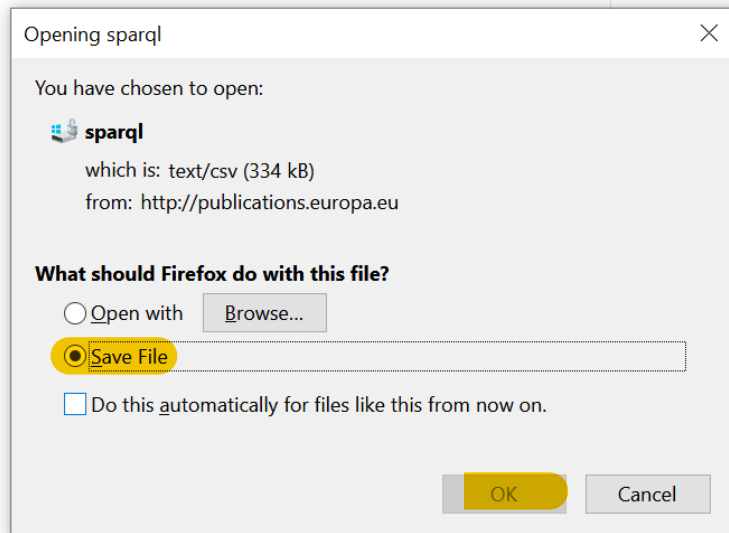 Opening sparql
You have chosen to open:
sparql
which is: text/csv (334 kB)
from: http://publications.europa.eu
What should Firefox do with this file?
Open with
Browse...
Save File
Do this automatically for files like this from now on.
OK
Cancel